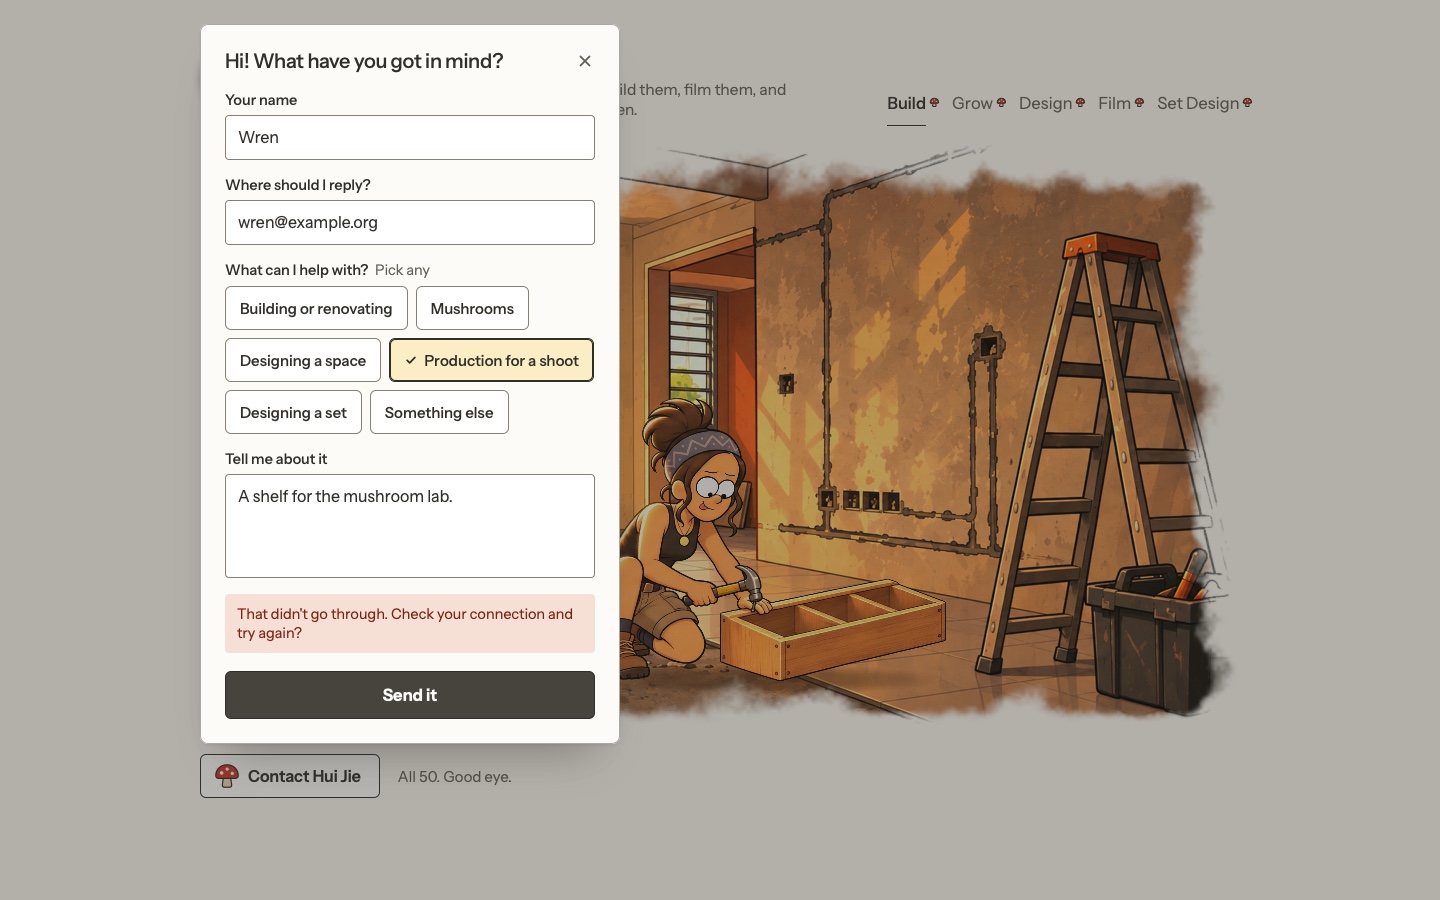 Hi! What have you got in mind?
Your name
Wren
Where should I reply?
wren@example.org
What can I help with? Pick any
Building or renovating
Mushrooms
Designing a space
Production for a shoot
Designing a set
Something else
Tell me about it
A shelf for the mushroom lab.
That didn't go through. Check your connection and
try again?
Send it
them, film them, and
Build
Grow
Design
Film
Set Design
Contact Hui Jie
All 50. Good eye.